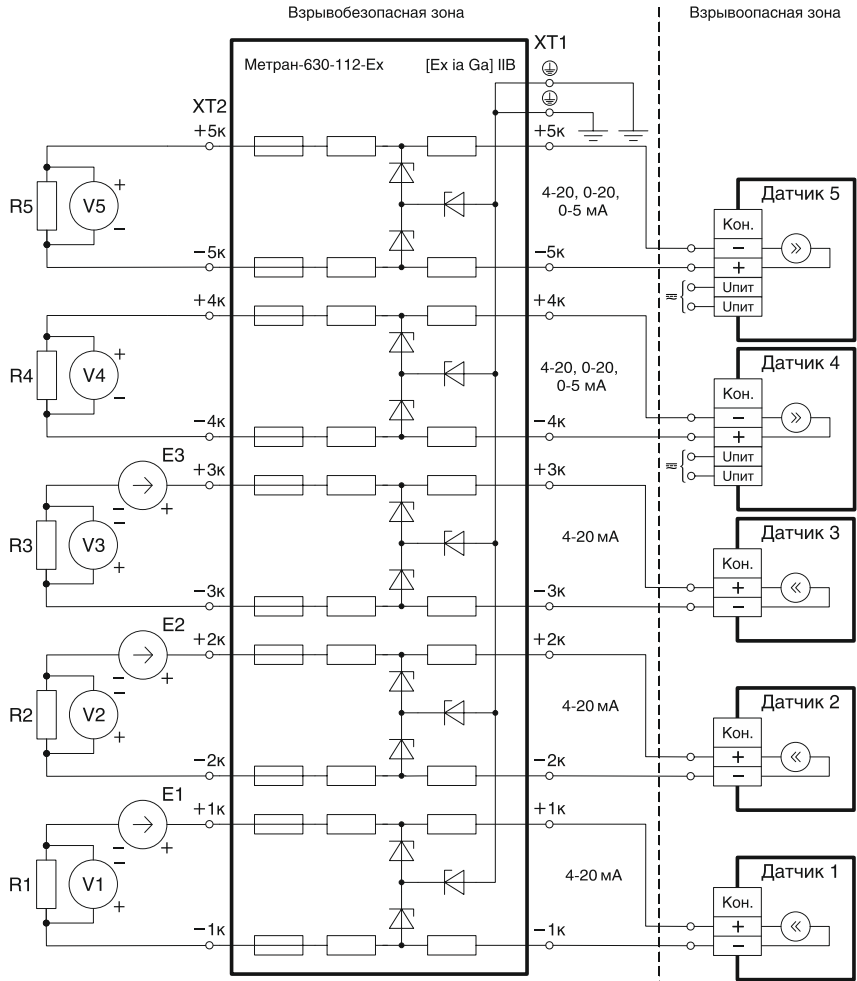 Взрывобезопасная зона
Взрывоопасная зона
Метран-630-112-Ex
[Ex ia Ga] IIB
XT1
XT2
+5к
+5к
R5
V5
+
−
4-20, 0-20,
0-5 мА
Датчик 5
Кон.
−
+
Uпит
Uпит
−5к
−5к
+4к
+4к
R4
V4
+
−
4-20, 0-20,
0-5 мА
Датчик 4
Кон.
−
+
Uпит
Uпит
−4к
−4к
E3
+3к
+3к
−
+
R3
V3
−
+
4-20 мА
Датчик 3
Кон.
+
−
−3к
−3к
E2
+2к
+2к
−
+
R2
V2
−
+
4-20 мА
Датчик 2
Кон.
+
−
−2к
−2к
E1
+1к
+1к
−
+
R1
V1
−
+
4-20 мА
Датчик 1
Кон.
+
−
−1к
−1к